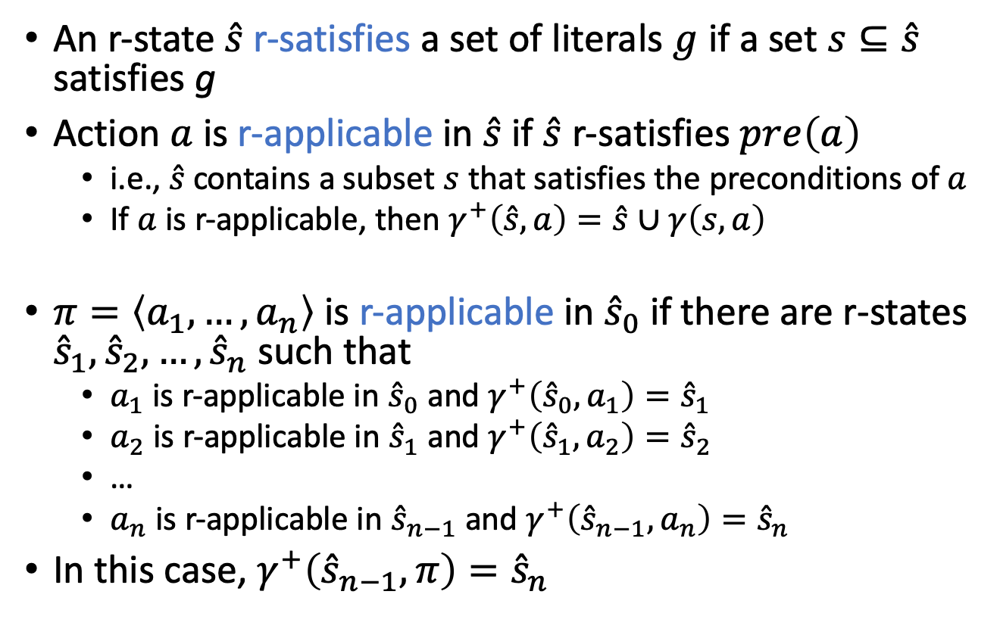 • An r-state ŝ r-satisfies a set of literals g if a set s ⊆ ŝ
satisfies g
• Action a is r-applicable in ŝ if ŝ r-satisfies pre(a)
• i.e., ŝ contains a subset s that satisfies the preconditions of a
• If a is r-applicable, then γ⁺(ŝ, a) = ŝ ∪ γ(s, a)
• π = ⟨a₁, … , aₙ⟩ is r-applicable in ŝ₀ if there are r-states
ŝ₁, ŝ₂, … , ŝₙ such that
• a₁ is r-applicable in ŝ₀ and γ⁺(ŝ₀, a₁) = ŝ₁
• a₂ is r-applicable in ŝ₁ and γ⁺(ŝ₁, a₂) = ŝ₂
• …
• aₙ is r-applicable in ŝₙ₋₁ and γ⁺(ŝₙ₋₁, aₙ) = ŝₙ
• In this case, γ⁺(ŝₙ₋₁, π) = ŝₙ